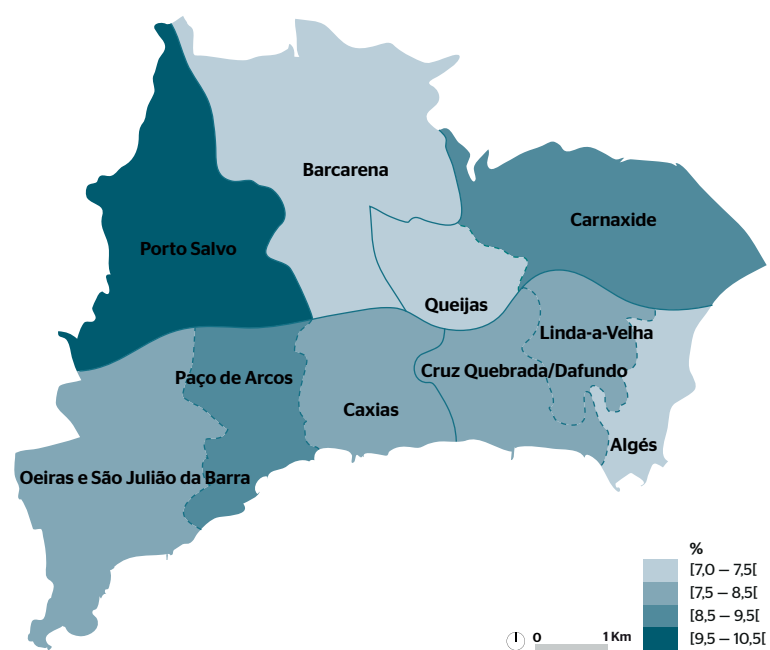 Barcarena
Carnaxide
Porto Salvo
Queijas
Linda-a-Velha
Paço de Arcos
Cruz Quebrada/Dafundo
Caxias
Algés
Oeiras e São Julião da Barra
%
[7,0 – 7,5[
[7,5 – 8,5[
[8,5 – 9,5[
[9,5 – 10,5[
0 1 Km